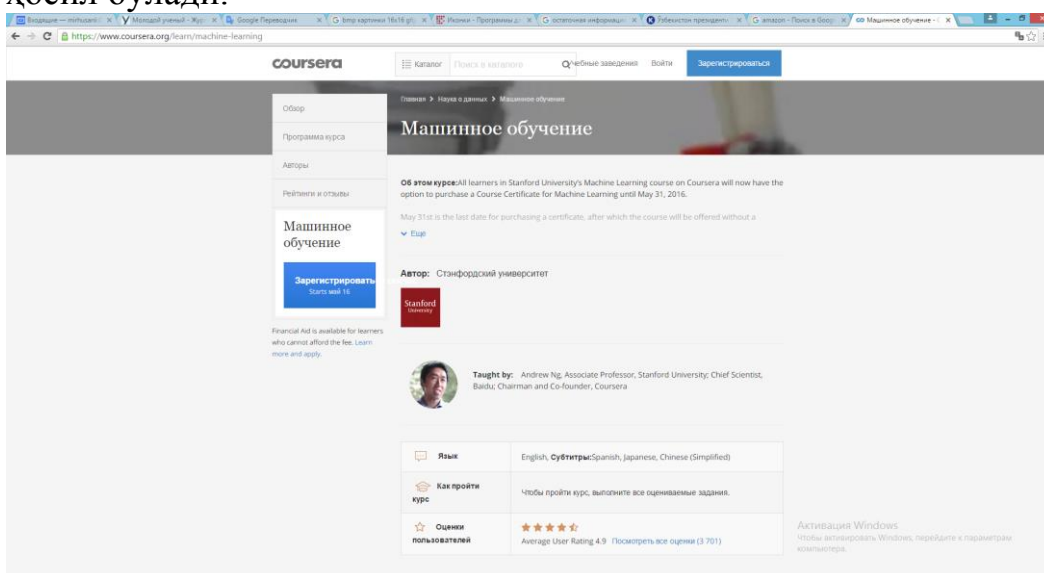 ҳосил бўлади.
Входящие — mirhusani Молодой ученый - Жур Google Переводчик bmp картинки 16x16 Иконки - Программы д остаточная информаци Ўзбекистон президенти amazon - Поиск в Goog Машинное обучение - 
https://www.coursera.org/learn/machine-learning
coursera Каталог Поиск в каталоге Учебные заведения Войти Зарегистрироваться
Главная > Наука о данных > Машинное обучение
Машинное обучение
Обзор
Программа курса
Авторы
Рейтинги и отзывы
Машинное
обучение
Зарегистрировать
Starts май 16
Financial Aid is available for learners
who cannot afford the fee. Learn
more and apply.
Об этом курсе:All learners in Stanford University's Machine Learning course on Coursera will now have the
option to purchase a Course Certificate for Machine Learning until May 31, 2016.
May 31st is the last date for purchasing a certificate, after which the course will be offered without a
Еще
Автор: Стэнфордский университет
Stanford
University
Taught by: Andrew Ng, Associate Professor, Stanford University; Chief Scientist,
Baidu; Chairman and Co-founder, Coursera
Язык English, Субтитры:Spanish, Japanese, Chinese (Simplified)
Как пройти
курс
Чтобы пройти курс, выполните все оцениваемые задания.
Оценки
пользователей
Average User Rating 4.9 Посмотреть все оценки (3 701)
Активация Windows
Чтобы активировать Windows, перейдите к параметрам
компьютера.